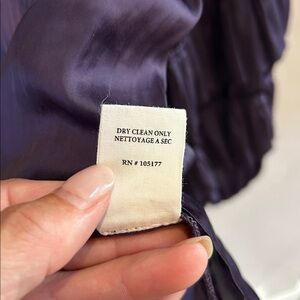 DRY CLEAN ONLY
NETTOYAGE A SEC
RN # 105177